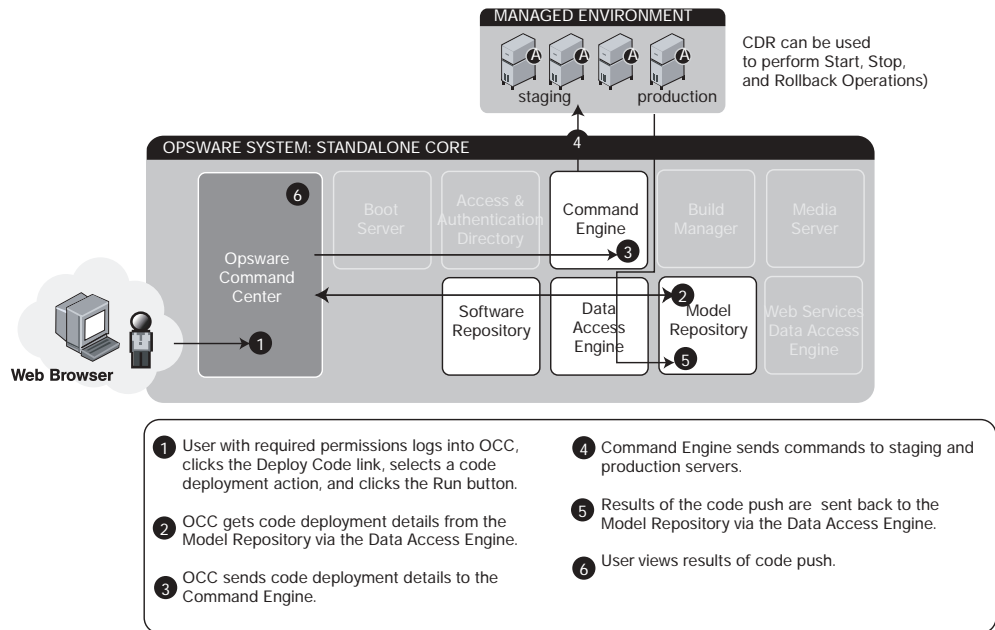 MANAGED ENVIRONMENT
A A A A
staging production
CDR can be used
to perform Start, Stop,
and Rollback Operations)
4
OPSWARE SYSTEM: STANDALONE CORE
6
Opsware
Command
Center
1
Boot
Server
Access &
Authentication
Directory
Command
Engine
3
Build
Manager
Media
Server
Software
Repository
Data
Access
Engine
2
Model
Repository
5
Web Services
Data Access
Engine
Web Browser
1 User with required permissions logs into OCC,
clicks the Deploy Code link, selects a code
deployment action, and clicks the Run button.
2 OCC gets code deployment details from the
Model Repository via the Data Access Engine.
3 OCC sends code deployment details to the
Command Engine.
4 Command Engine sends commands to staging and
production servers.
5 Results of the code push are sent back to the
Model Repository via the Data Access Engine.
6 User views results of code push.